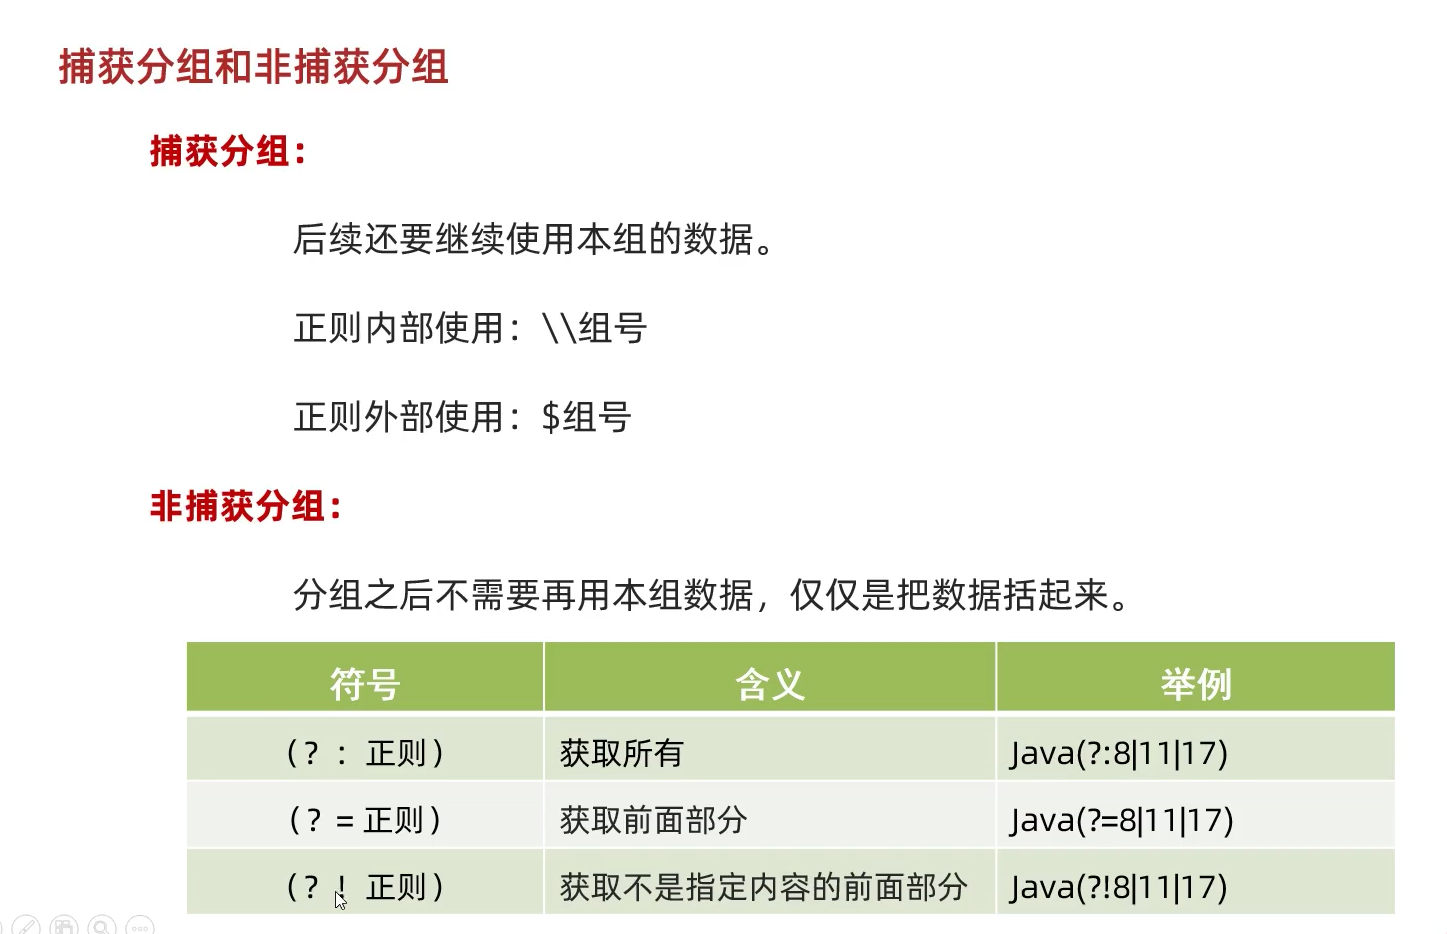 捕获分组和非捕获分组
捕获分组：
后续还要继续使用本组的数据。
正则内部使用：\\组号
正则外部使用：$组号
非捕获分组：
分组之后不需要再用本组数据，仅仅是把数据括起来。
符号 含义 举例
（? ：正则） 获取所有 Java(?:8|11|17)
（? = 正则） 获取前面部分 Java(?=8|11|17)
（? ！正则） 获取不是指定内容的前面部分 Java(?!8|11|17)